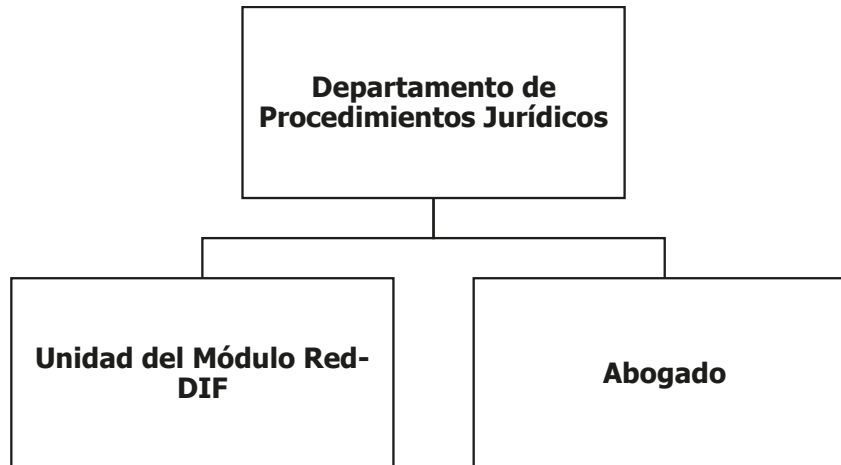 Departamento de
Procedimientos Jurídicos
Unidad del Módulo Red-
DIF
Abogado